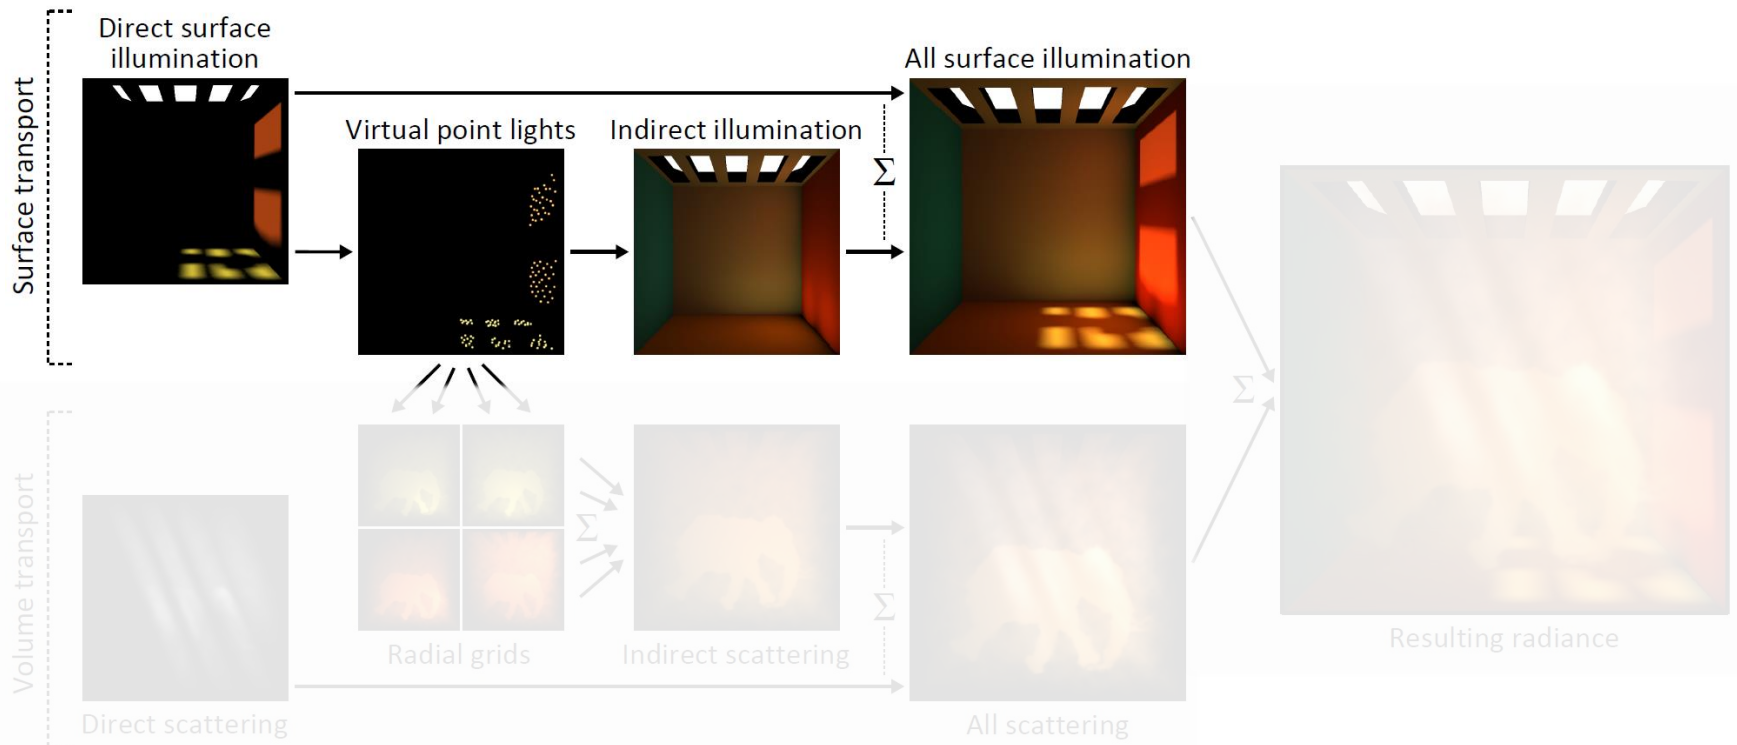 Direct surface
illumination
All surface illumination
Virtual point lights
Indirect illumination
Σ
Surface transport
Σ
Volume transport
Σ
Σ
Radial grids
Indirect scattering
Resulting radiance
Direct scattering
All scattering